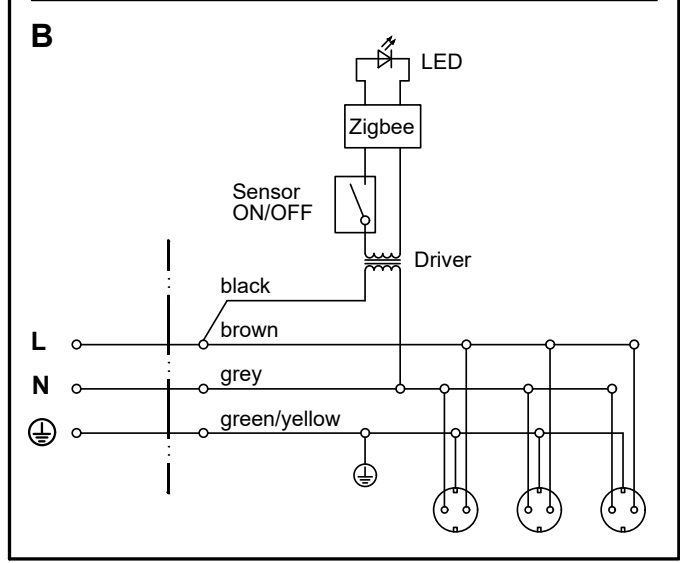 B
LED
Zigbee
Sensor
ON/OFF
Driver
black
brown
L
grey
N
green/yellow